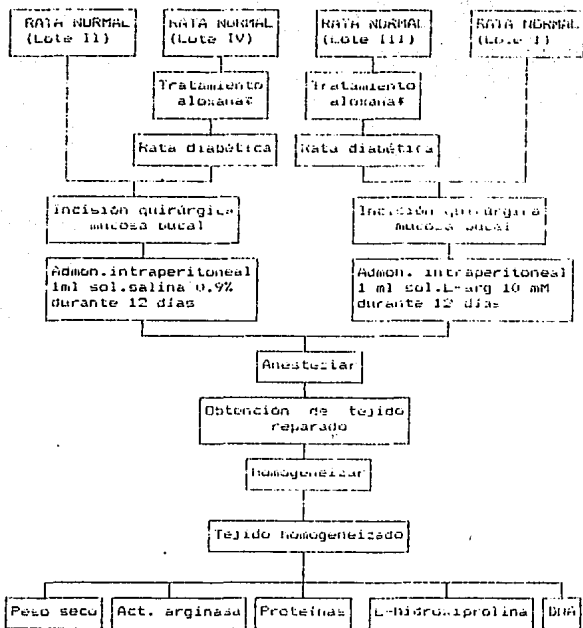 RATA NORMAL
(Lote II)
RATA NORMAL
(Lote IV)
RATA NORMAL
(Lote III)
RATA NORMAL
(Lote I)
Tratamiento
aloxana*
Tratamiento
aloxana*
Rata diabética
Rata diabética
Incisión quirúrgica
mucosa bucal
Incisión quirúrgica
mucosa bucal
Admon.intraperitoneal
1ml sol.salina 0.9%
durante 12 días
Admon. intraperitoneal
1 ml sol.L-arg 10 mM
durante 12 días
Anestesiar
Obtención de tejido
reparado
Homogeneizar
Tejido homogeneizado
Peso seco
Act. arginasa
Proteínas
L-hidroxiprolina
DNA